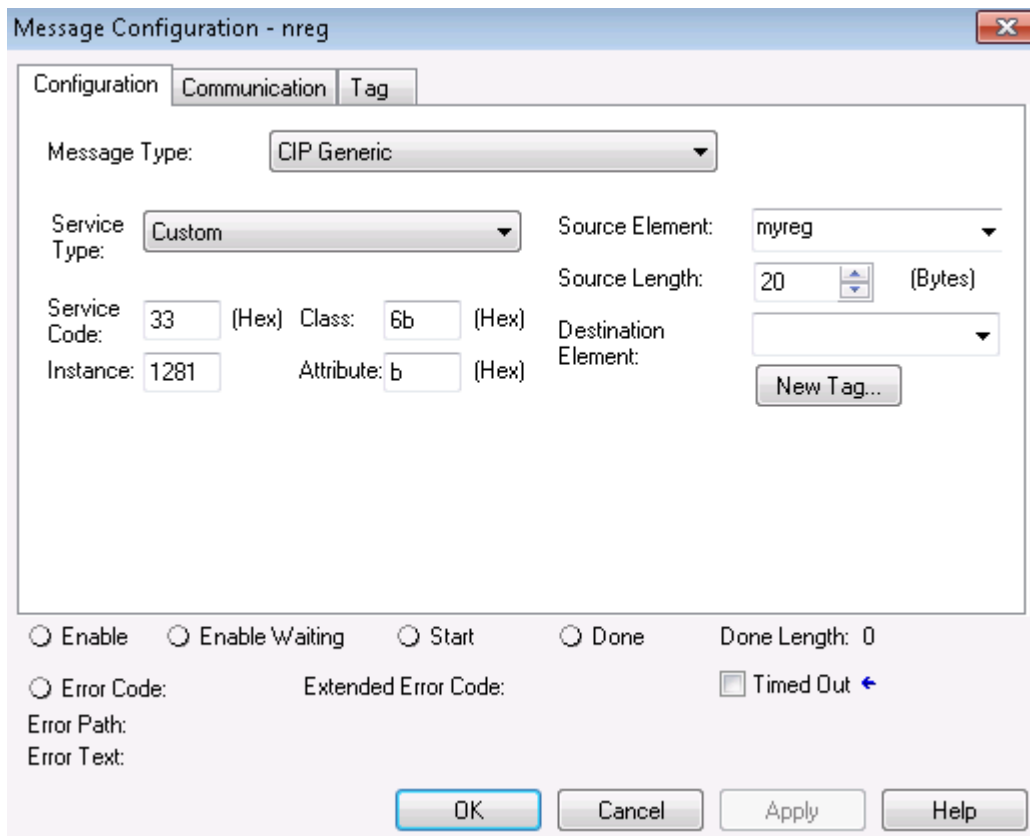 Message Configuration - nreg
Configuration Communication Tag
Message Type: CIP Generic
Service Type: Custom
Source Element: myreg
Source Length: 20 (Bytes)
Service Code: 33 (Hex) Class: 6b (Hex)
Destination Element:
Instance: 1281 Attribute: b (Hex)
New Tag...
Enable Enable Waiting Start Done Done Length: 0
Error Code: Extended Error Code: Timed Out
Error Path:
Error Text:
OK Cancel Apply Help